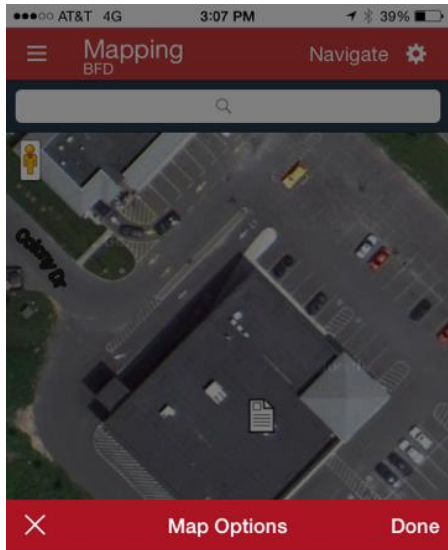 AT&T 4G 3:07 PM 39%
Mapping Navigate
BFD
Colony Dr
Map Options Done